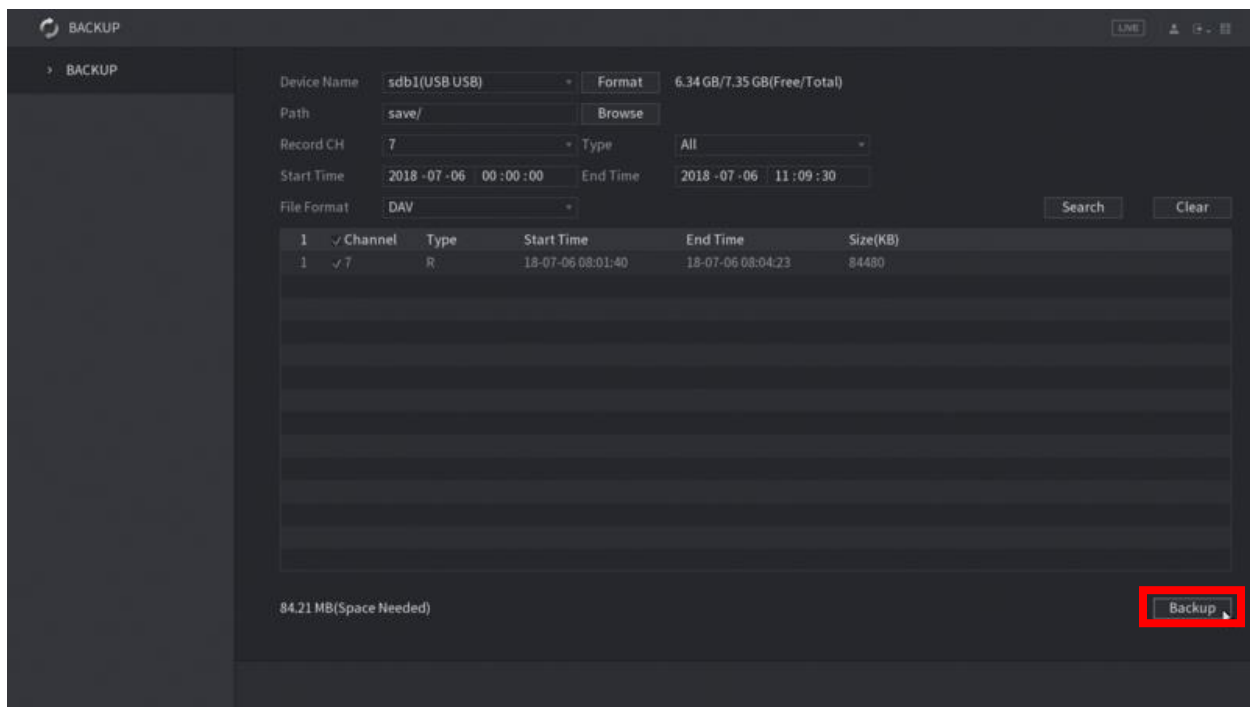 BACKUP
LIVE
BACKUP
Device Name sdb1(USB USB) Format 6.34 GB/7.35 GB(Free/Total)
Path save/ Browse
Record CH 7 Type All
Start Time 2018 -07 -06 00 :00 :00 End Time 2018 -07 -06 11 :09 :30
File Format DAV Search Clear
1 Channel Type Start Time End Time Size(KB)
1 7 R 18-07-06 08:01:40 18-07-06 08:04:23 84480
84.21 MB(Space Needed) Backup